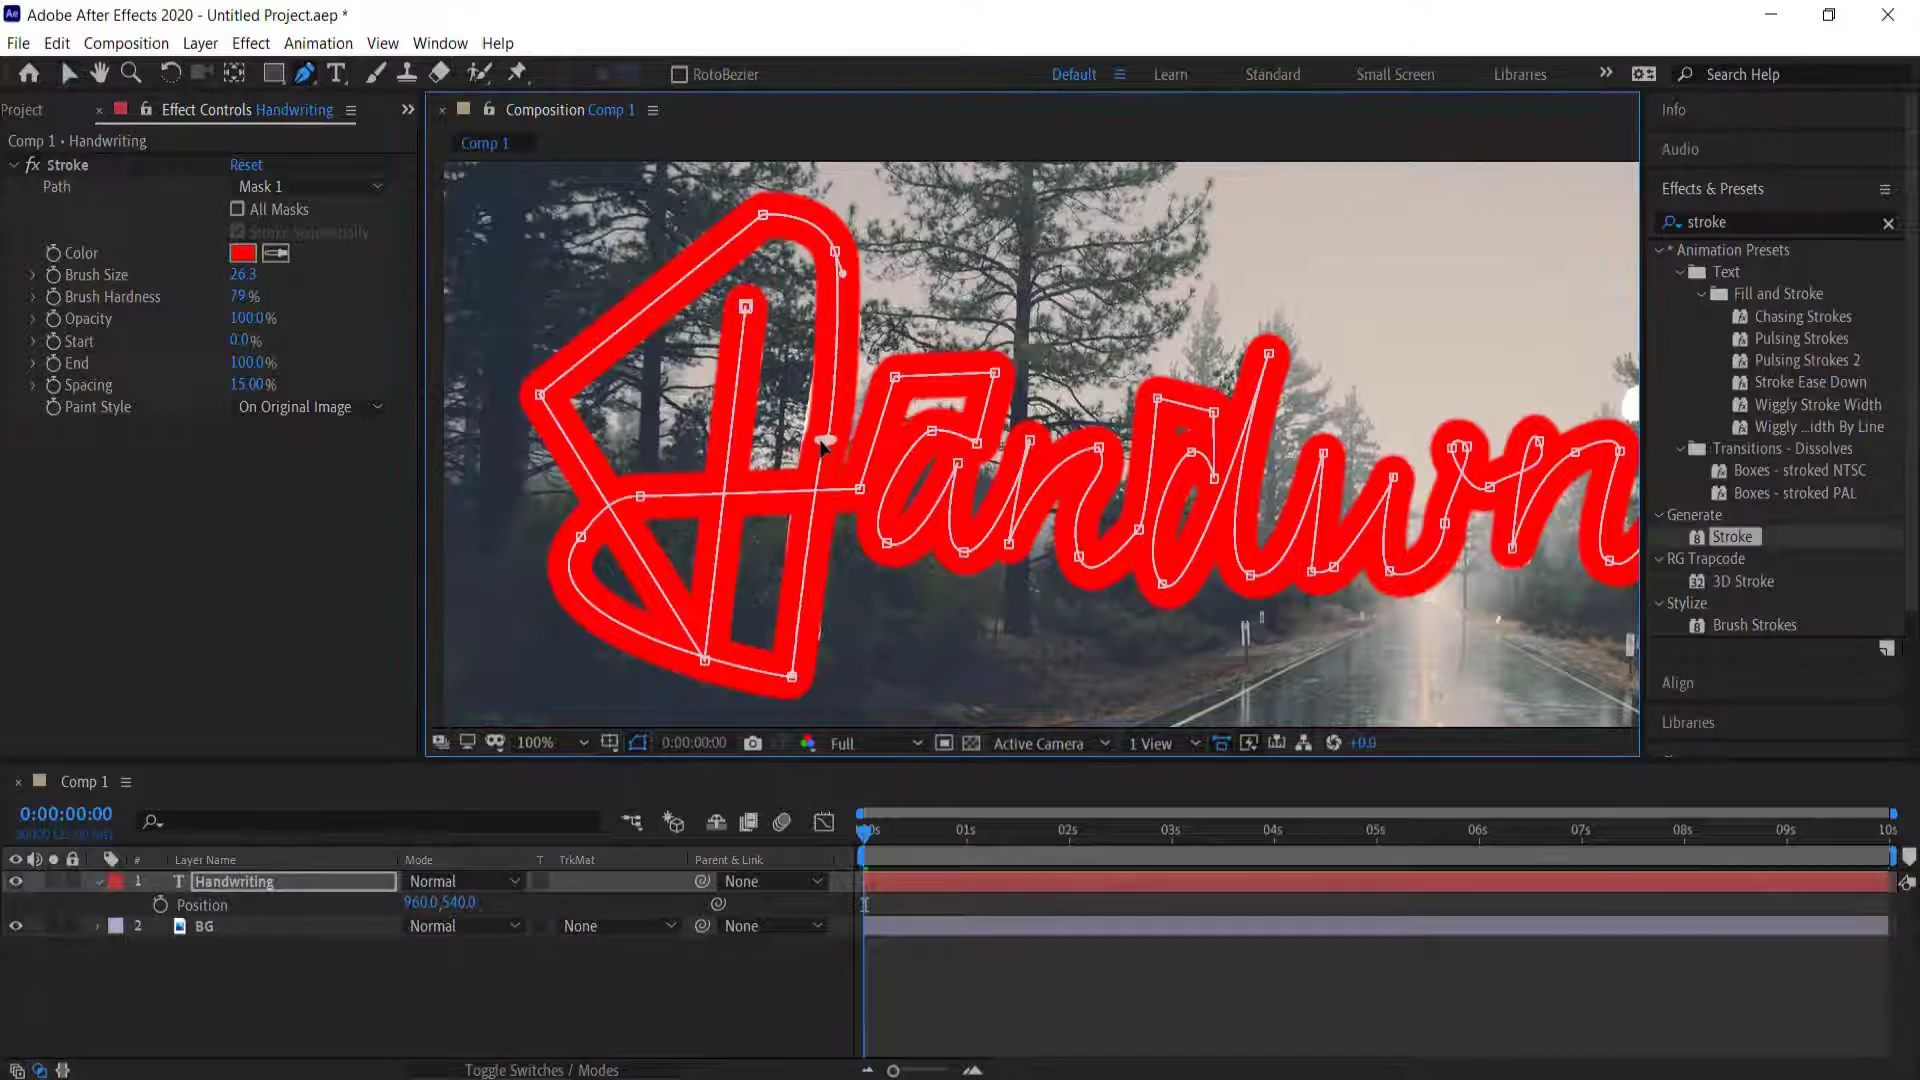 Adobe After Effects 2020 - Untitled Project.aep *
File Edit Composition Layer Effect Animation View Window Help
RotoBezier Default Learn Standard Small Screen Libraries Search Help
Project Effect Controls Handwriting Composition Comp 1 Info
Comp 1 • Handwriting Comp 1 Audio
fx Stroke Reset
Path Mask 1
All Masks
Stroke Sequentially
Color
Brush Size 26.3
Brush Hardness 79%
Opacity 100.0%
Start 0.0%
End 100.0%
Spacing 15.00%
Paint Style On Original Image
Handwr
Effects & Presets
stroke
* Animation Presets
Text
Fill and Stroke
Chasing Strokes
Pulsing Strokes
Pulsing Strokes 2
Stroke Ease Down
Wiggly Stroke Width
Wiggly ...idth By Line
Transitions - Dissolves
Boxes - stroked NTSC
Boxes - stroked PAL
Generate
Stroke
RG Trapcode
3D Stroke
Stylize
Brush Strokes
Align
Libraries
100% 0:00:00:00 Full Active Camera 1 View +0.0
Comp 1
0:00:00:00
00s 01s 02s 03s 04s 05s 06s 07s 08s 09s 10s
# Layer Name Mode T TrkMat Parent & Link
1 T Handwriting Normal None
Position 960.0,540.0
2 BG Normal None None
Toggle Switches / Modes